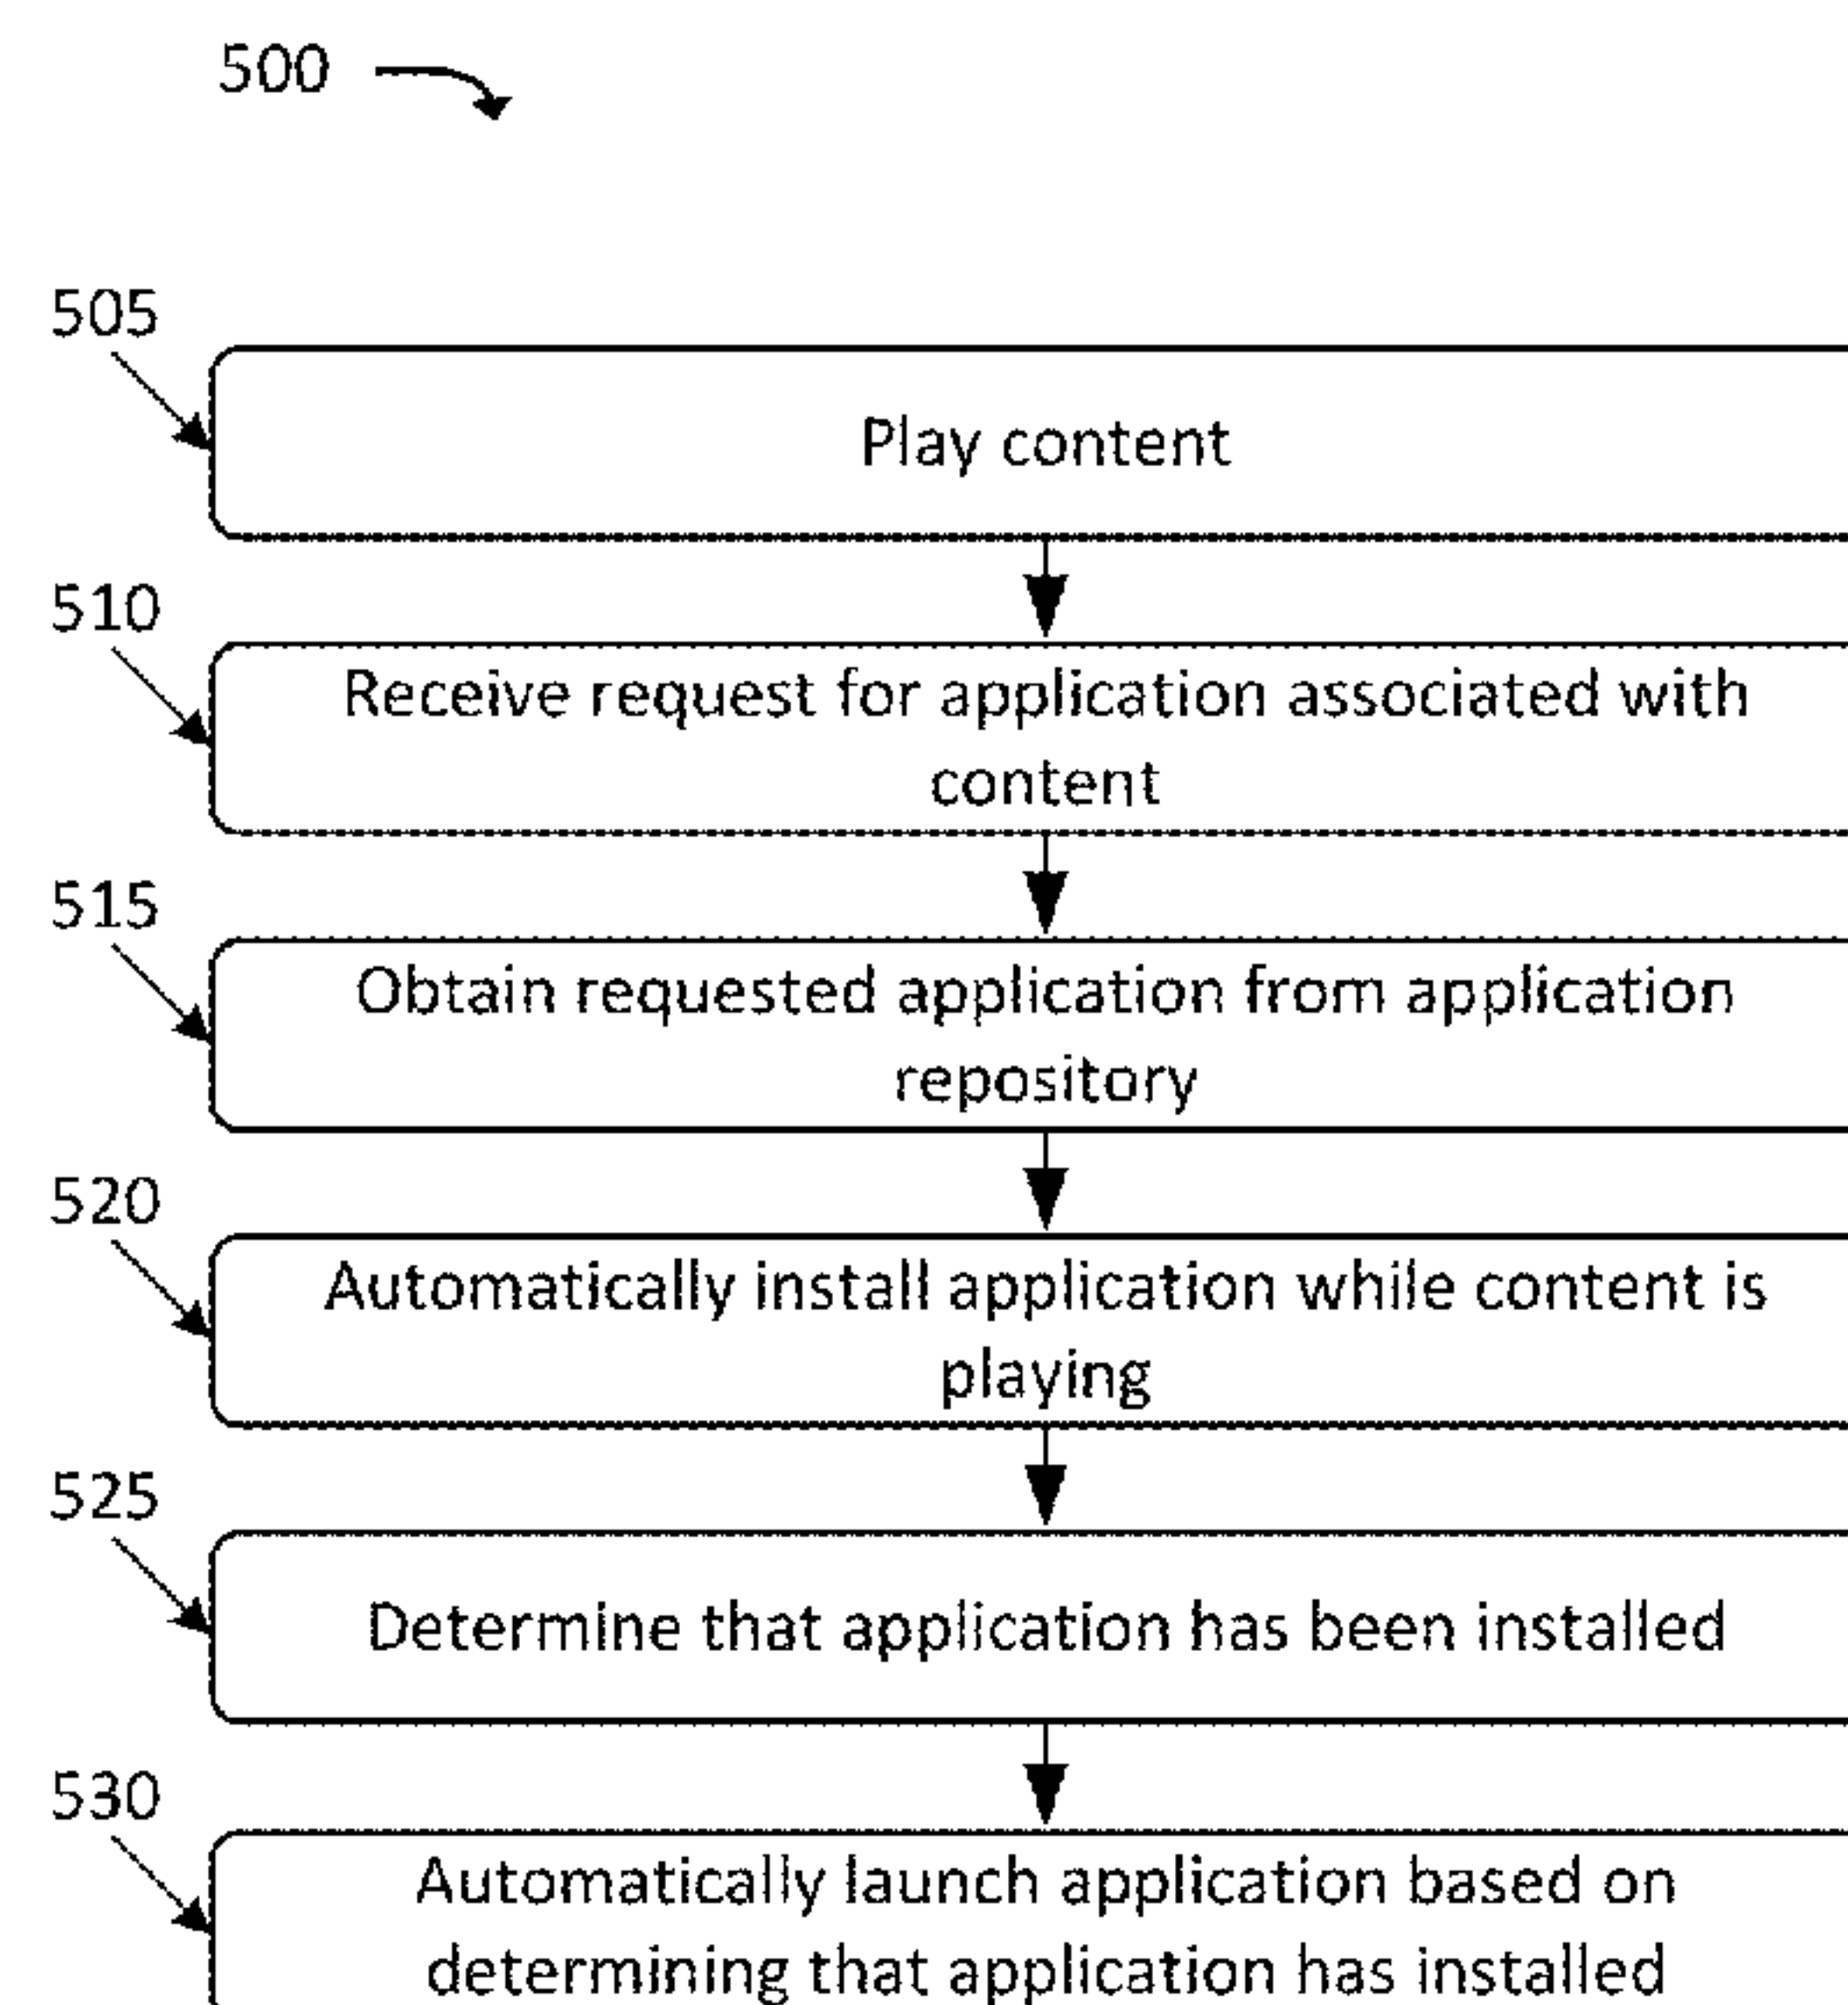 500
505
Play content
510
Receive request for application associated with
content
515
Obtain requested application from application
repository
520
Automatically install application while content is
playing
525
Determine that application has been installed
530
Automatically launch application based on
determining that application has installed